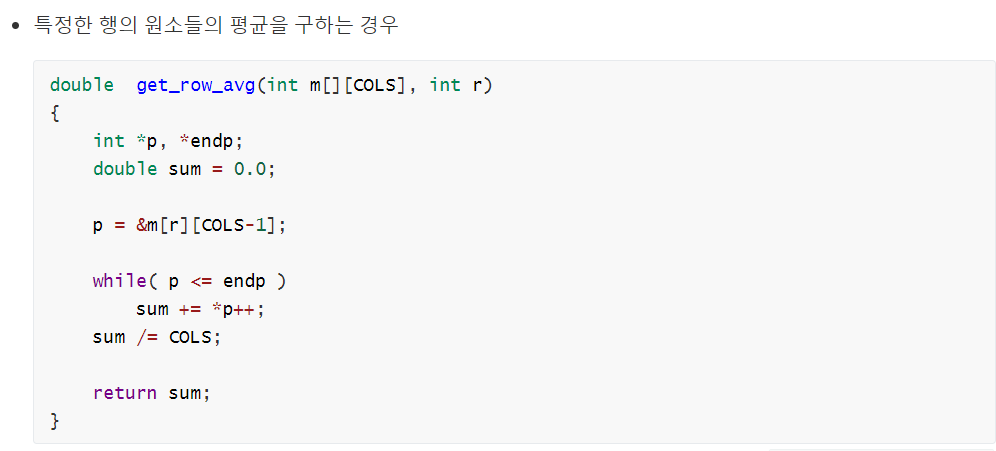 특정한 행의 원소들의 평균을 구하는 경우
double  get_row_avg(int m[][COLS], int r)
{
    int *p, *endp;
    double sum = 0.0;

    p = &m[r][COLS-1];

    while( p <= endp )
        sum += *p++;
    sum /= COLS;

    return sum;
}